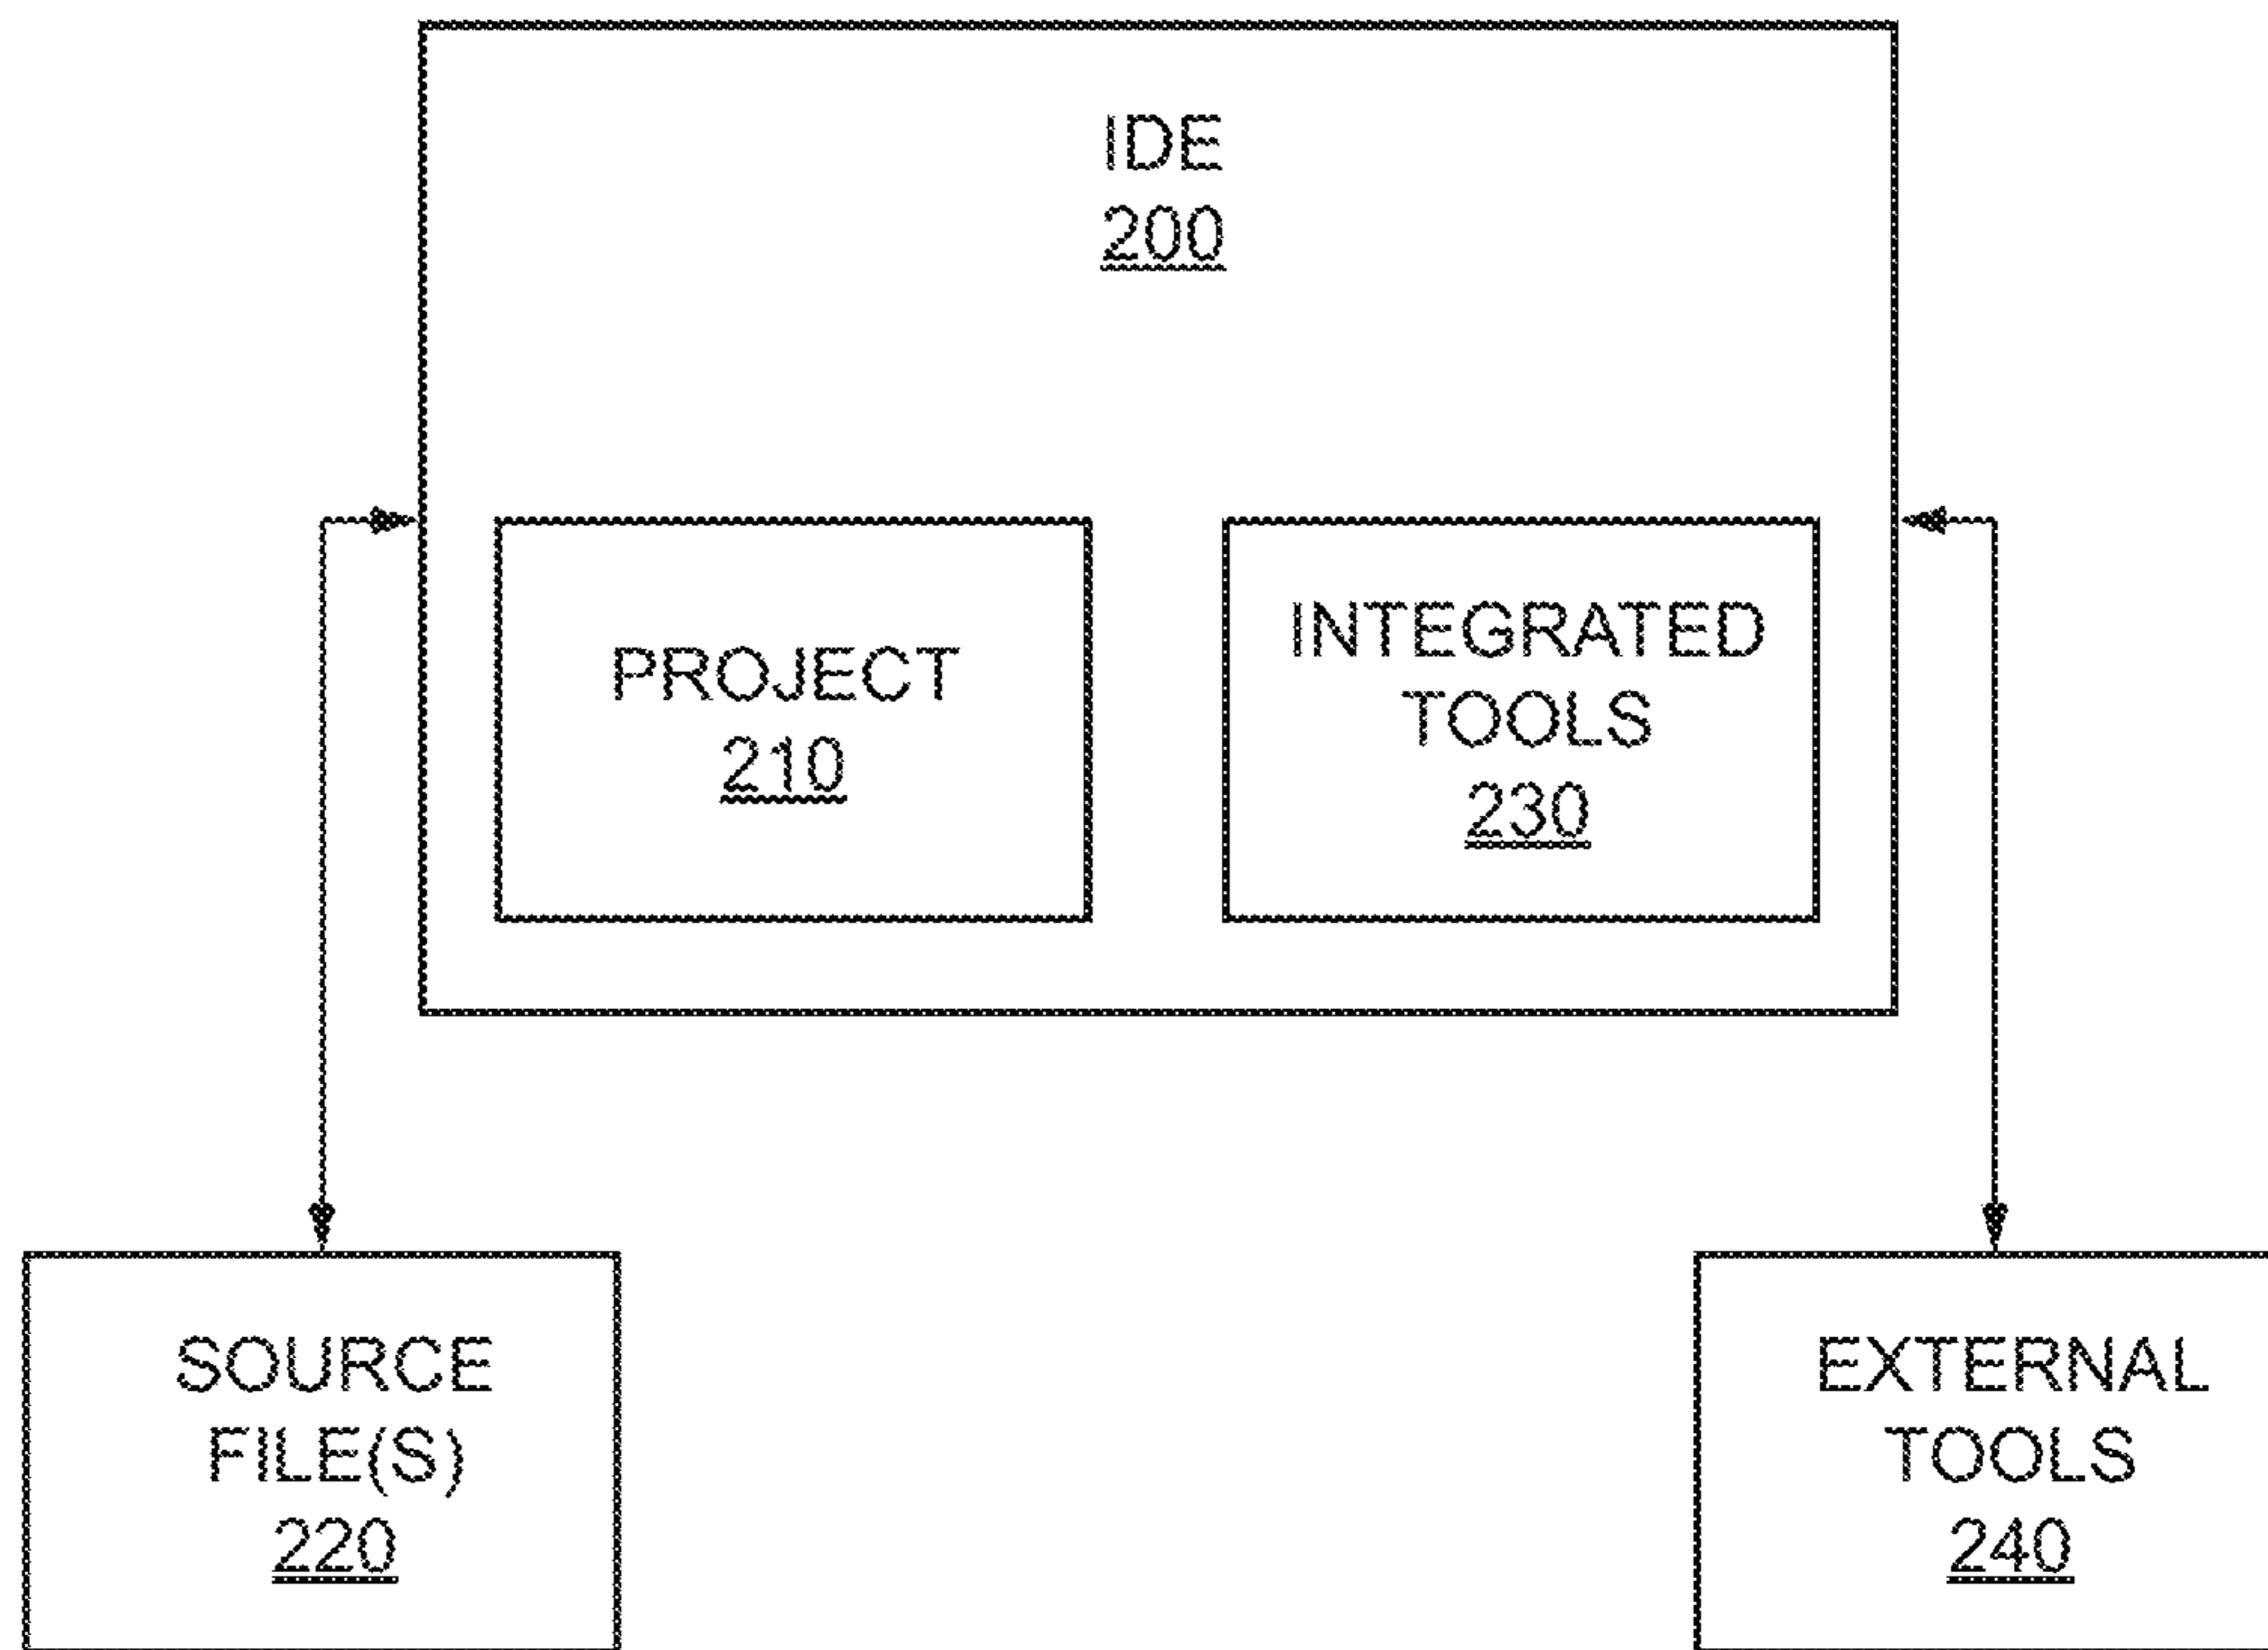 IDE
200
PROJECT
210
INTEGRATED
TOOLS
230
SOURCE
FILE(S)
220
EXTERNAL
TOOLS
240